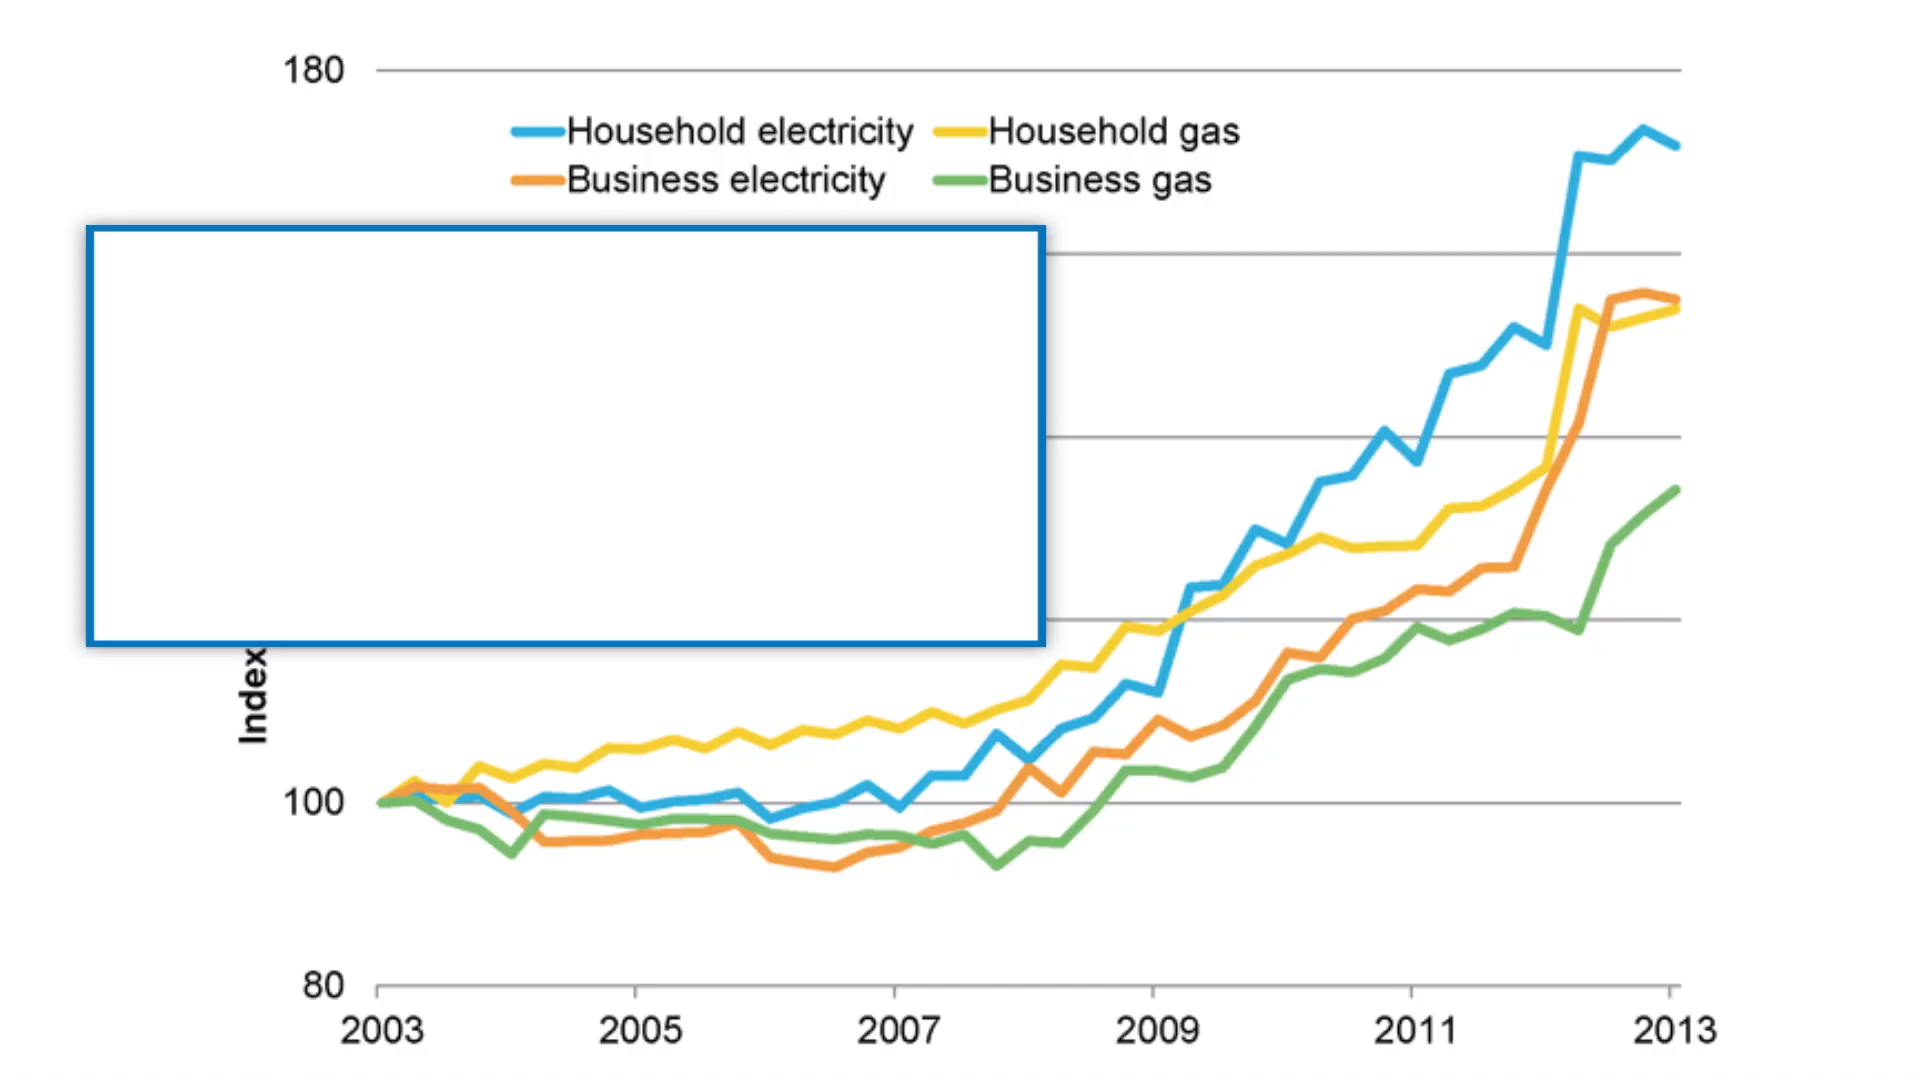 180
Household electricity Household gas
Business electricity Business gas
Index
100
80
2003 2005 2007 2009 2011 2013